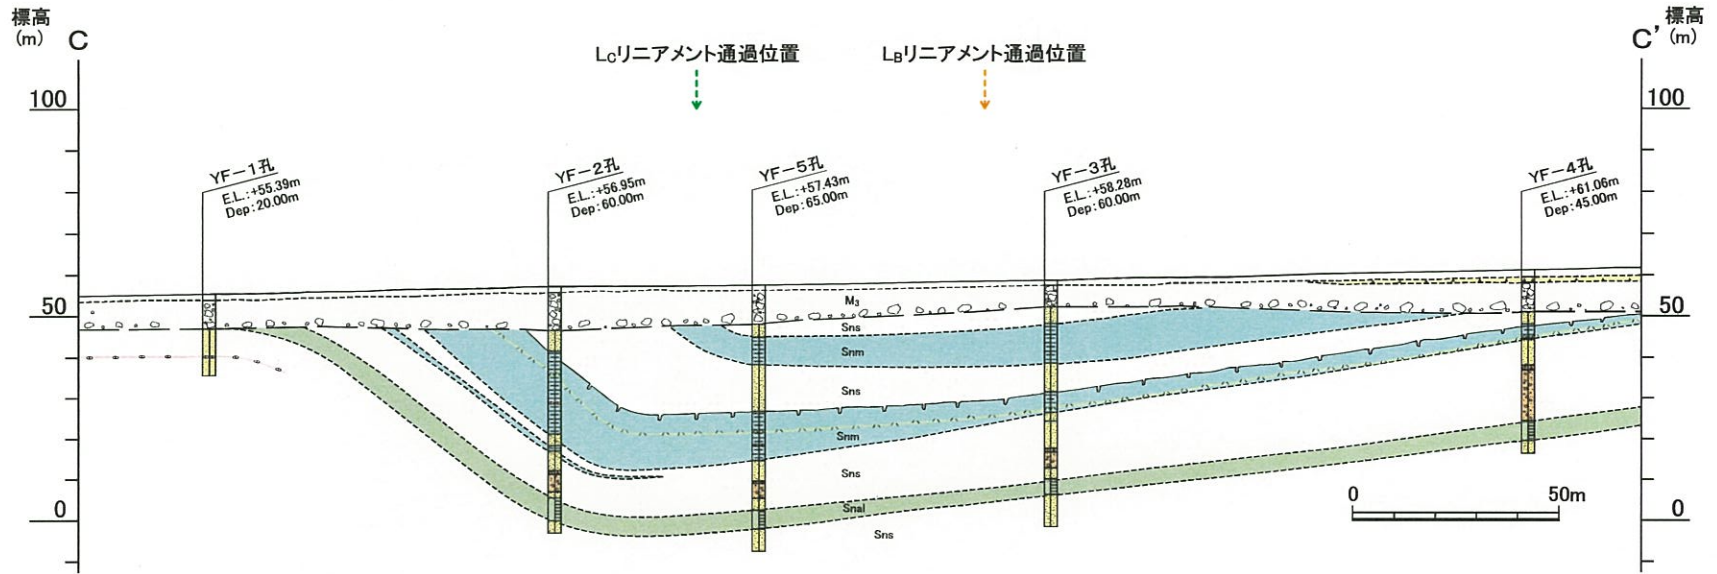 標高
(m)
C
LCリニアメント通過位置
LBリニアメント通過位置
標高
(m)
C'
100
100
YF-1孔
E.L.:+55.39m
Dep:20.00m
YF-2孔
E.L.:+56.95m
Dep:60.00m
YF-5孔
E.L.:+57.43m
Dep:65.00m
YF-3孔
E.L.:+58.28m
Dep:60.00m
YF-4孔
E.L.:+61.06m
Dep:45.00m
50
50
M3
Sns
Snm
Sns
Snm
Sns
Snal
Sns
0
50m
0
0